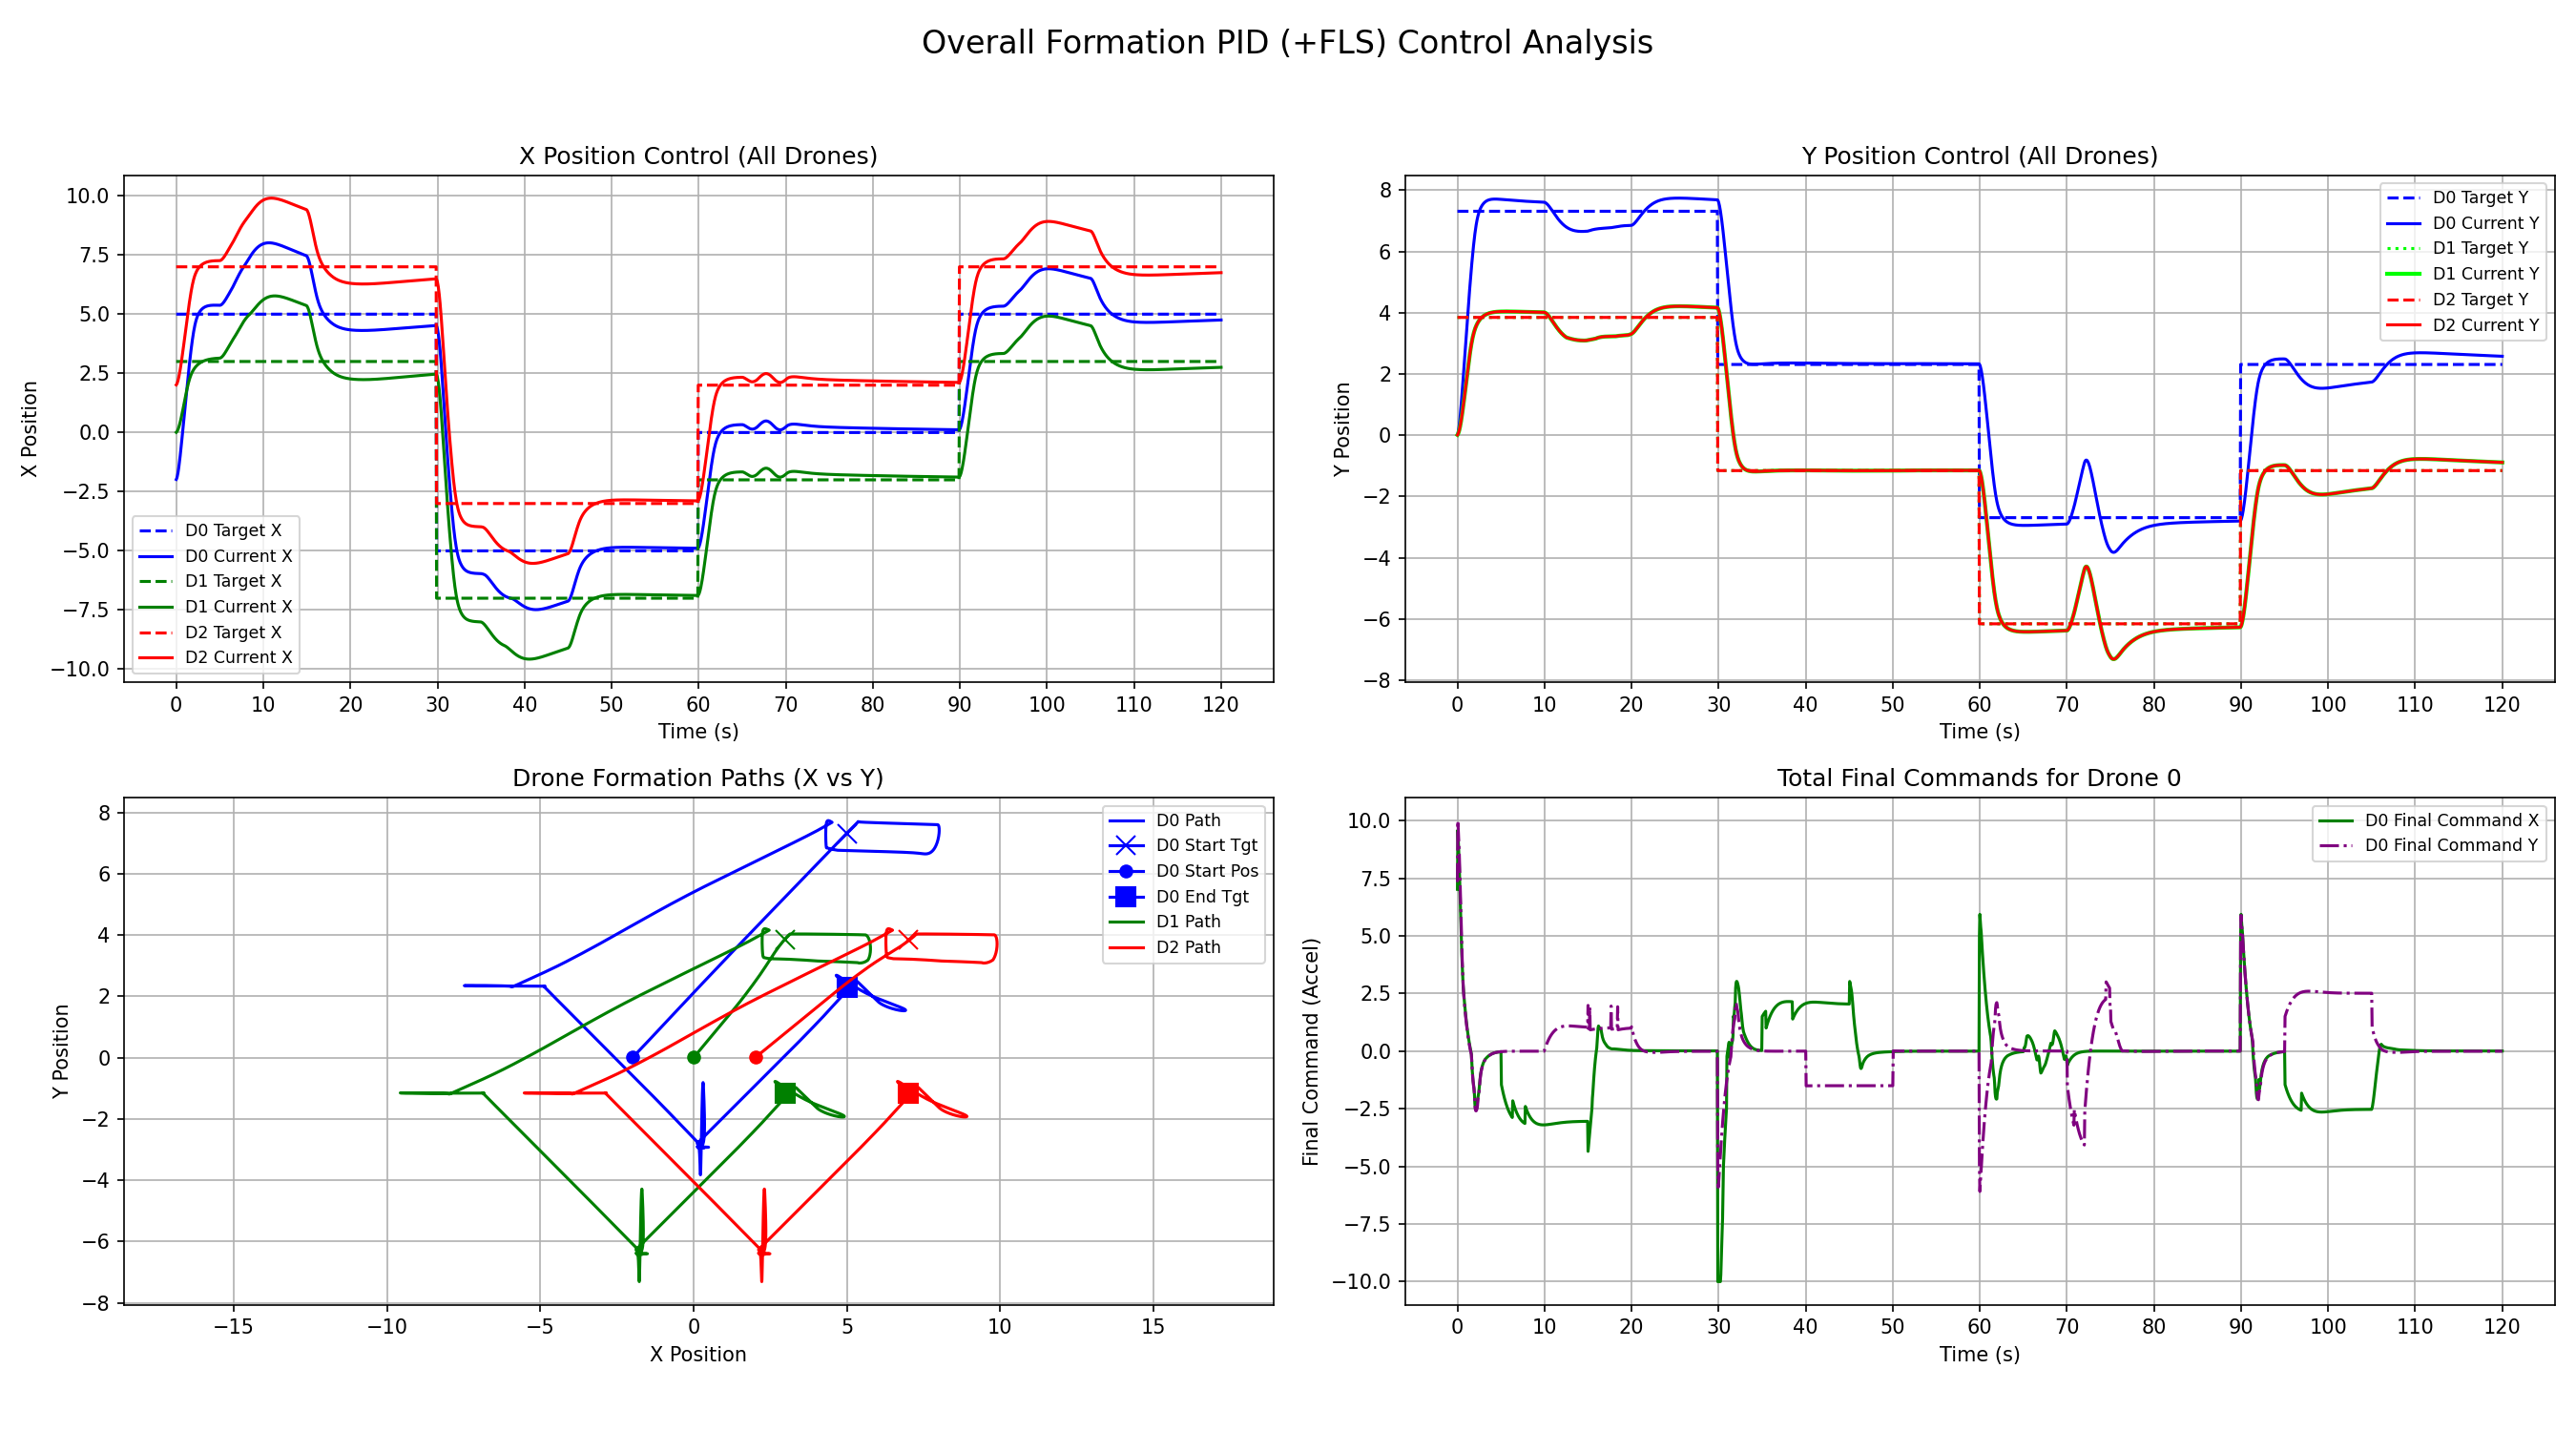 Overall Formation PID (+FLS) Control Analysis
X Position Control (All Drones)
10.0
7.5
5.0
2.5
0.0
−2.5
−5.0
−7.5
−10.0
X Position
D0 Target X
D0 Current X
D1 Target X
D1 Current X
D2 Target X
D2 Current X
0 10 20 30 40 50 60 70 80 90 100 110 120
Time (s)
Y Position Control (All Drones)
8
6
4
2
0
−2
−4
−6
−8
Y Position
D0 Target Y
D0 Current Y
D1 Target Y
D1 Current Y
D2 Target Y
D2 Current Y
0 10 20 30 40 50 60 70 80 90 100 110 120
Time (s)
Drone Formation Paths (X vs Y)
8
6
4
2
0
−2
−4
−6
−8
Y Position
D0 Path
D0 Start Tgt
D0 Start Pos
D0 End Tgt
D1 Path
D2 Path
−15 −10 −5 0 5 10 15
X Position
Total Final Commands for Drone 0
10.0
7.5
5.0
2.5
0.0
−2.5
−5.0
−7.5
−10.0
Final Command (Accel)
D0 Final Command X
D0 Final Command Y
0 10 20 30 40 50 60 70 80 90 100 110 120
Time (s)